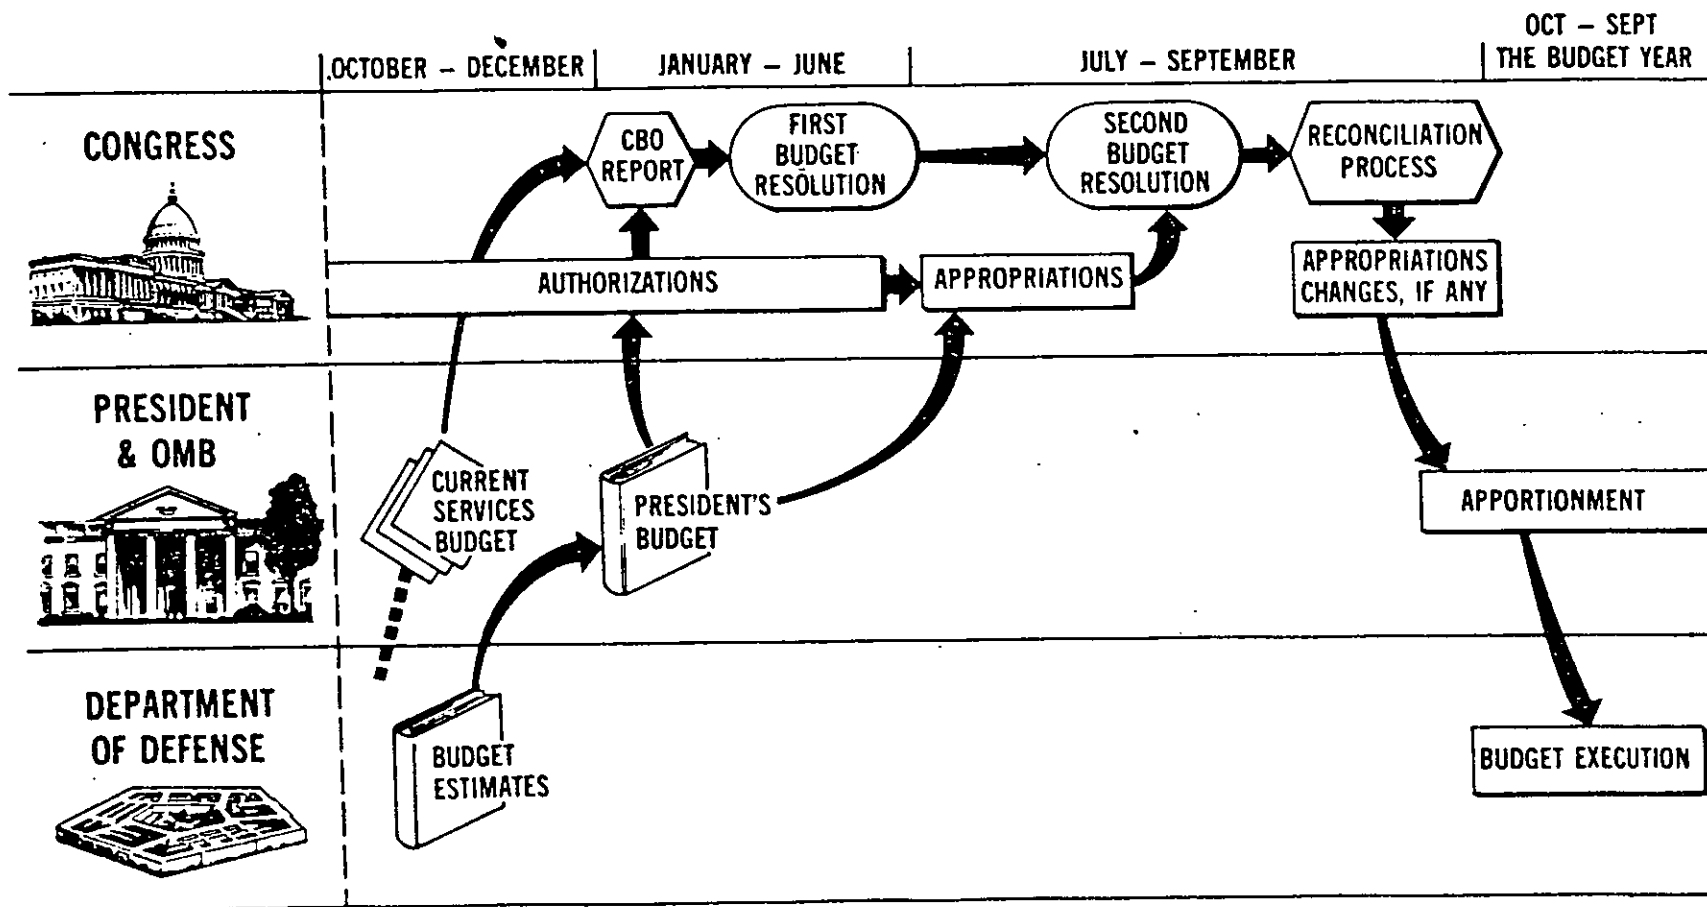 OCTOBER – DECEMBER
JANUARY – JUNE
JULY – SEPTEMBER
OCT – SEPT
THE BUDGET YEAR
CONGRESS
CBO
REPORT
FIRST
BUDGET
RESOLUTION
SECOND
BUDGET
RESOLUTION
RECONCILIATION
PROCESS
AUTHORIZATIONS
APPROPRIATIONS
APPROPRIATIONS
CHANGES, IF ANY
PRESIDENT
& OMB
CURRENT
SERVICES
BUDGET
PRESIDENT'S
BUDGET
APPORTIONMENT
DEPARTMENT
OF DEFENSE
BUDGET
ESTIMATES
BUDGET EXECUTION